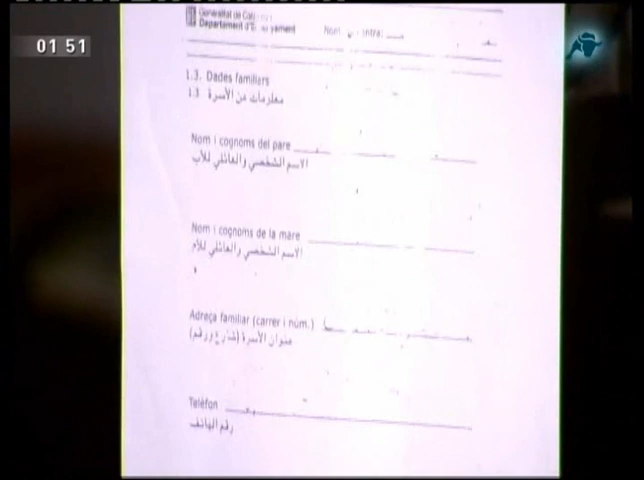 01 51
Generalitat de
Departament d'
1.3. Dades familiars
1.3 معلومات من الأسرة
Nom i cognoms del pare
الاسم الشخصي والعائلي للأب
Nom i cognoms de la mare
الاسم الشخصي والعائلي للأم
Adreça familiar (carrer i núm.)
عنوان الأسرة (شارع ورقم)
Telèfon
رقم الهاتف